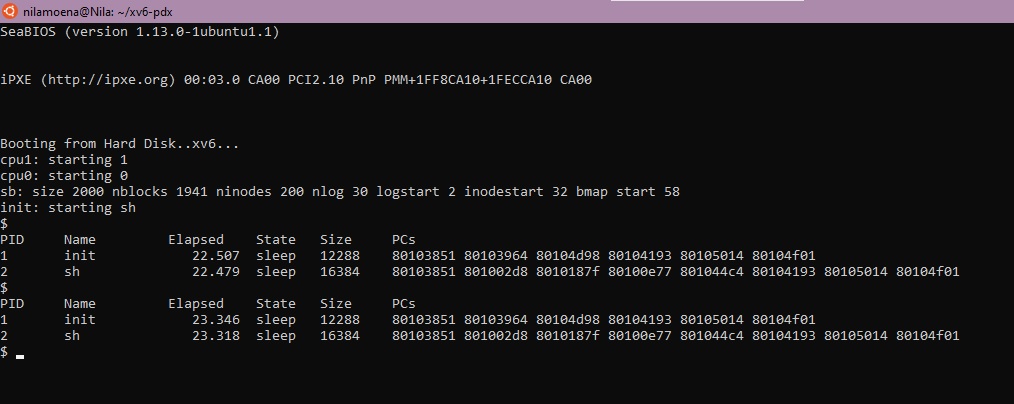 nilamoena@Nila: ~/xv6-pdx
SeaBIOS (version 1.13.0-1ubuntu1.1)
iPXE (http://ipxe.org) 00:03.0 CA00 PCI2.10 PnP PMM+1FF8CA10+1FECCA10 CA00
Booting from Hard Disk..xv6...
cpu1: starting 1
cpu0: starting 0
sb: size 2000 nblocks 1941 ninodes 200 nlog 30 logstart 2 inodestart 32 bmap start 58
init: starting sh
$
PID     Name         Elapsed    State   Size     PCs
1       init            22.507  sleep   12288    80103851 80103964 80104d98 80104193 80105014 80104f01
2       sh              22.479  sleep   16384    80103851 801002d8 8010187f 80100e77 801044c4 80104193 80105014 80104f01
$
PID     Name         Elapsed    State   Size     PCs
1       init            23.346  sleep   12288    80103851 80103964 80104d98 80104193 80105014 80104f01
2       sh              23.318  sleep   16384    80103851 801002d8 8010187f 80100e77 801044c4 80104193 80105014 80104f01
$